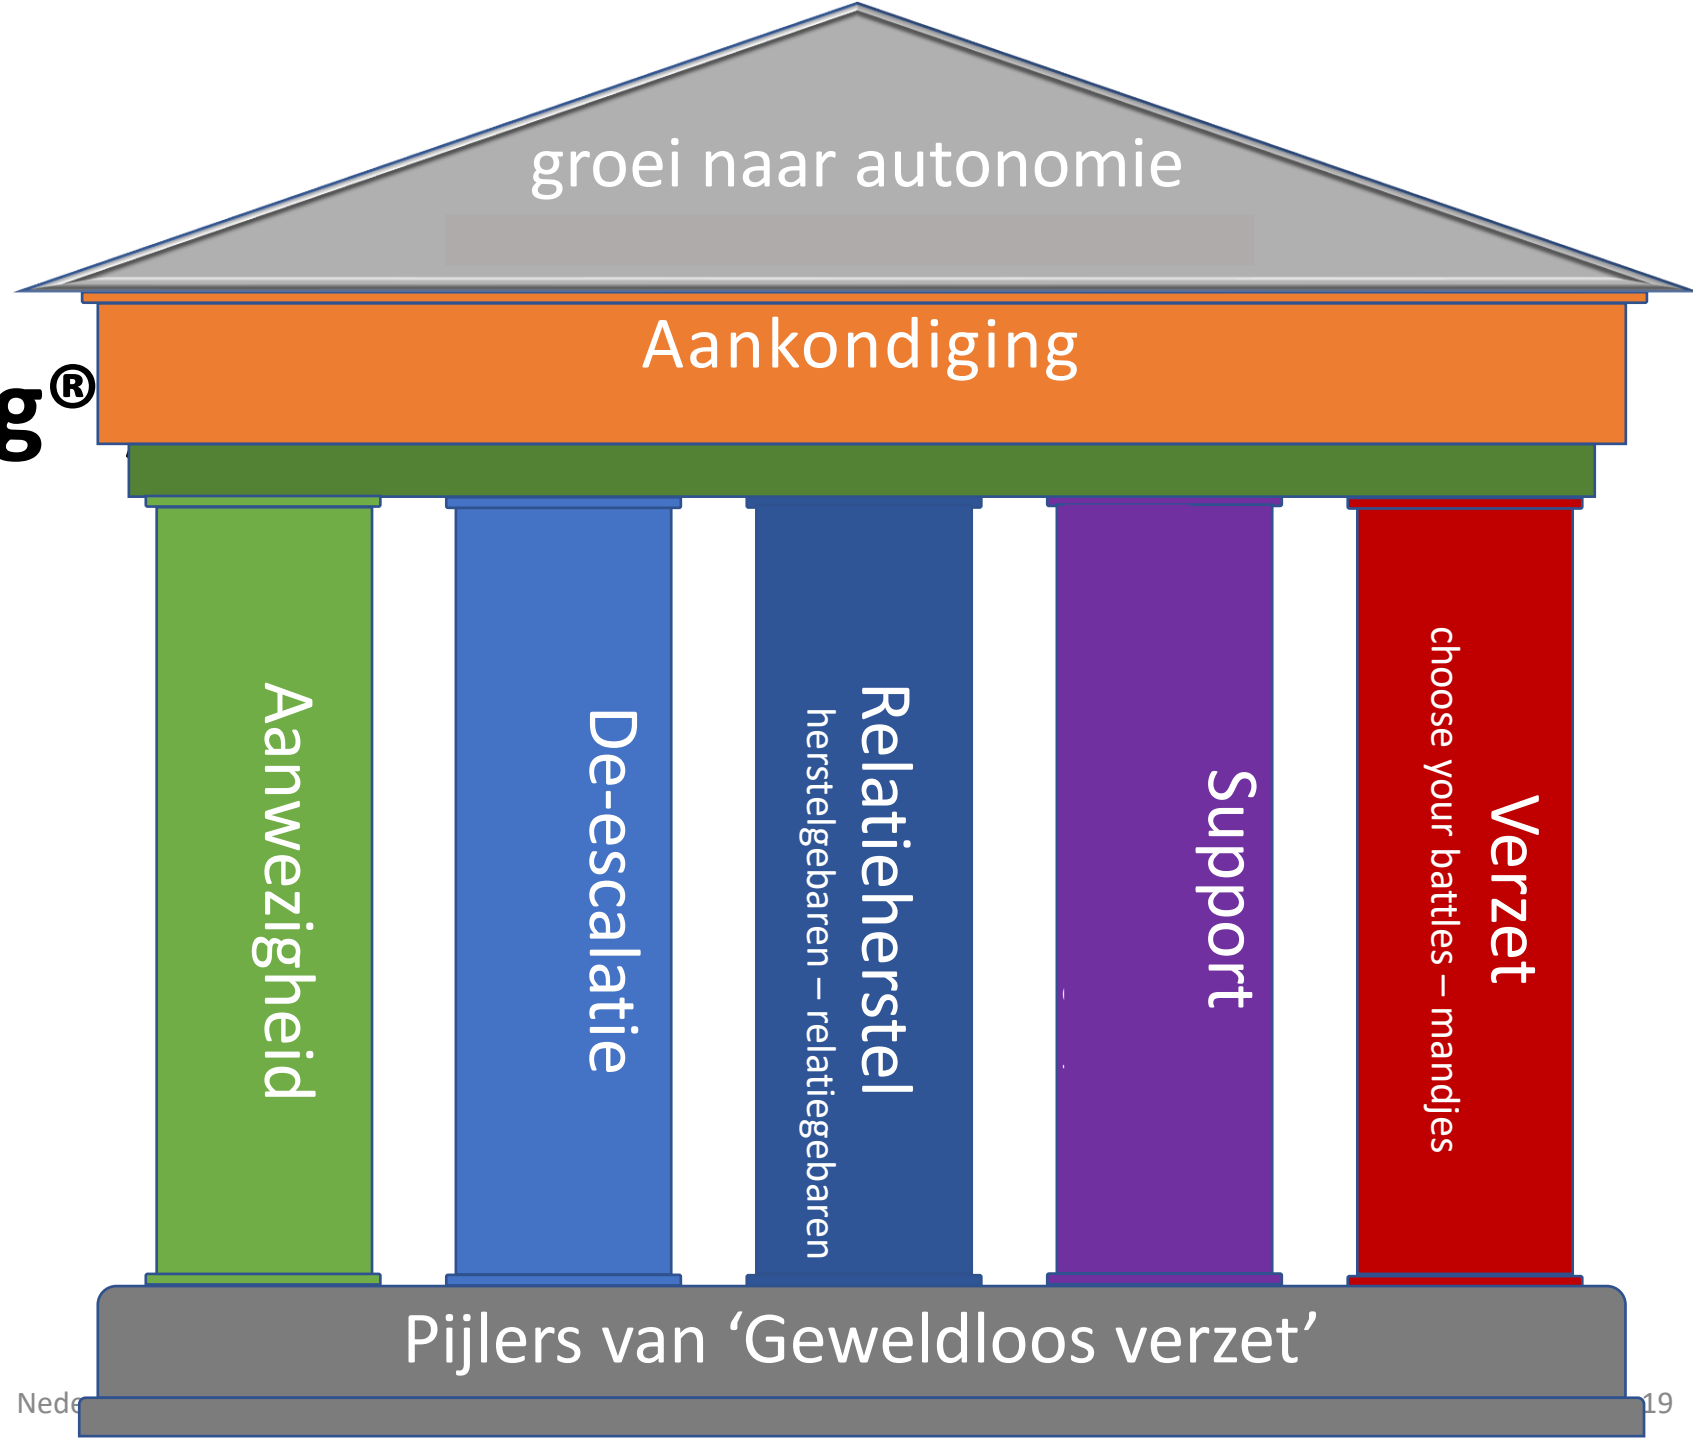 groei naar autonomie
Aankondiging
g®
Aanwezigheid
De-escalatie
Relatieherstel
herstelgebaren – relatiegebaren
Support
Verzet
choose your battles – mandjes
Pijlers van ‘Geweldloos verzet’
Nede
19